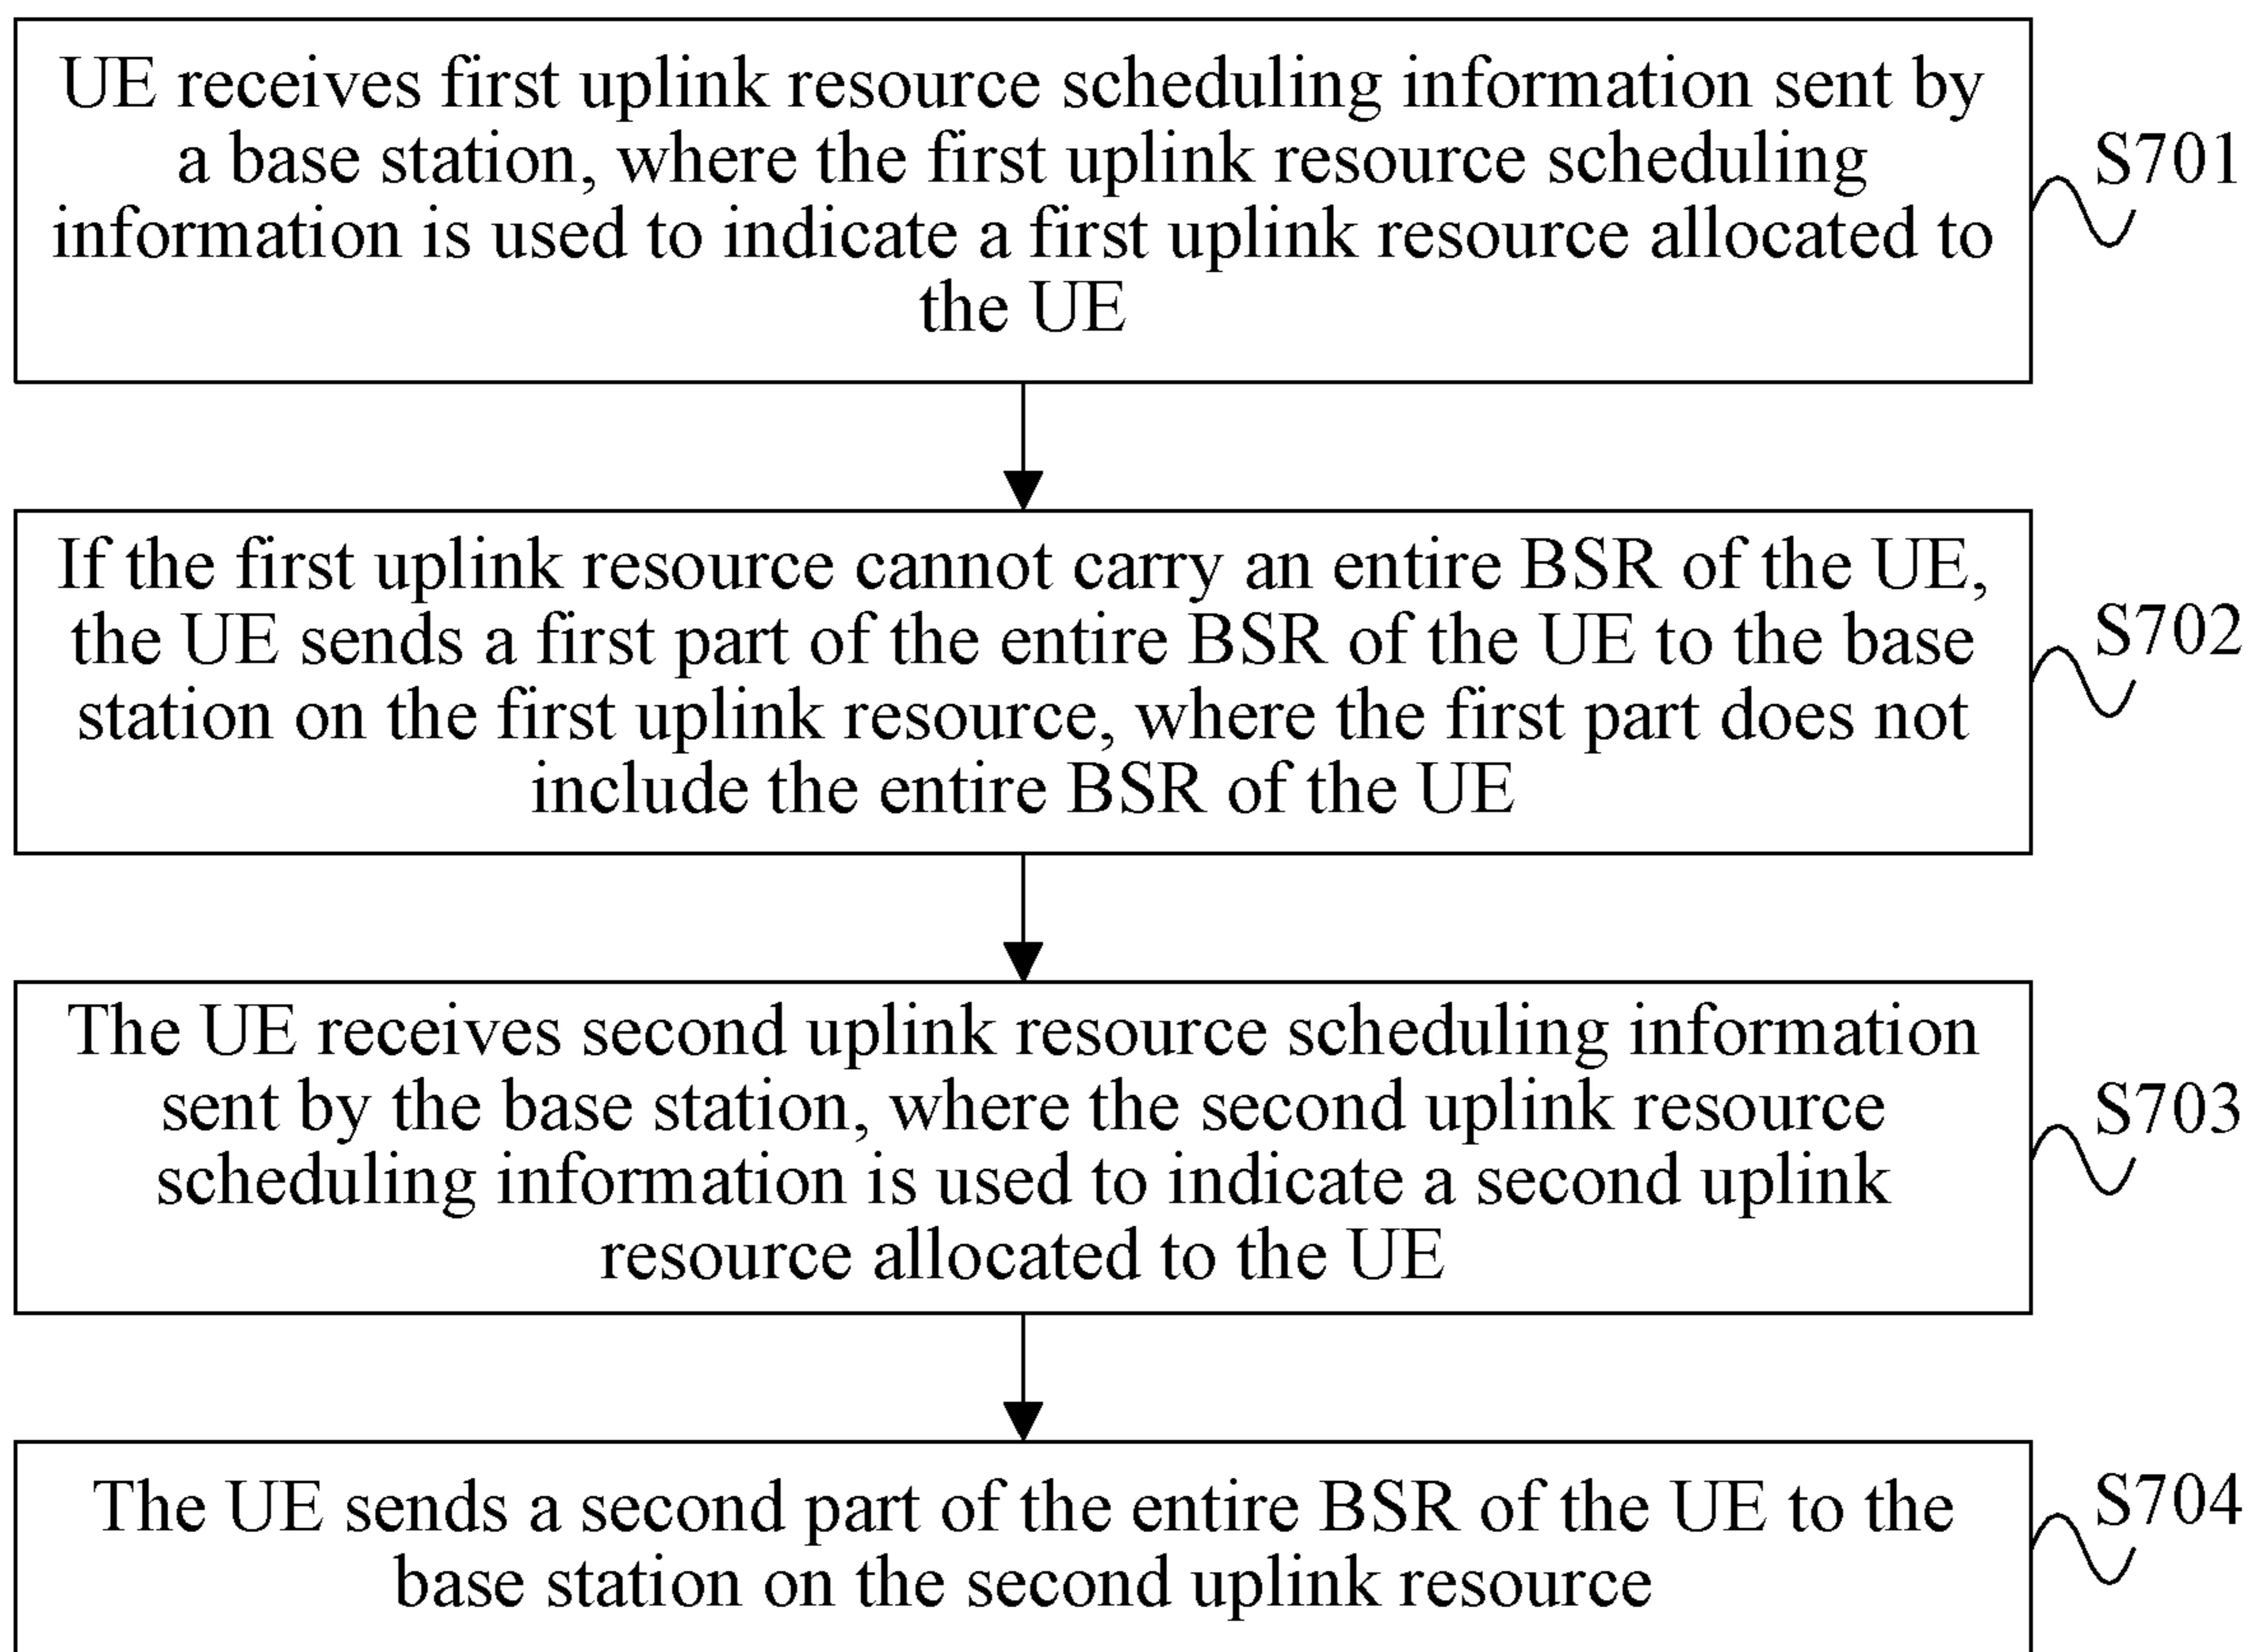 UE receives first uplink resource scheduling information sent by
a base station, where the first uplink resource scheduling
information is used to indicate a first uplink resource allocated to
the UE
S701
If the first uplink resource cannot carry an entire BSR of the UE,
the UE sends a first part of the entire BSR of the UE to the base
station on the first uplink resource, where the first part does not
include the entire BSR of the UE
S702
The UE receives second uplink resource scheduling information
sent by the base station, where the second uplink resource
scheduling information is used to indicate a second uplink
resource allocated to the UE
S703
The UE sends a second part of the entire BSR of the UE to the
base station on the second uplink resource
S704